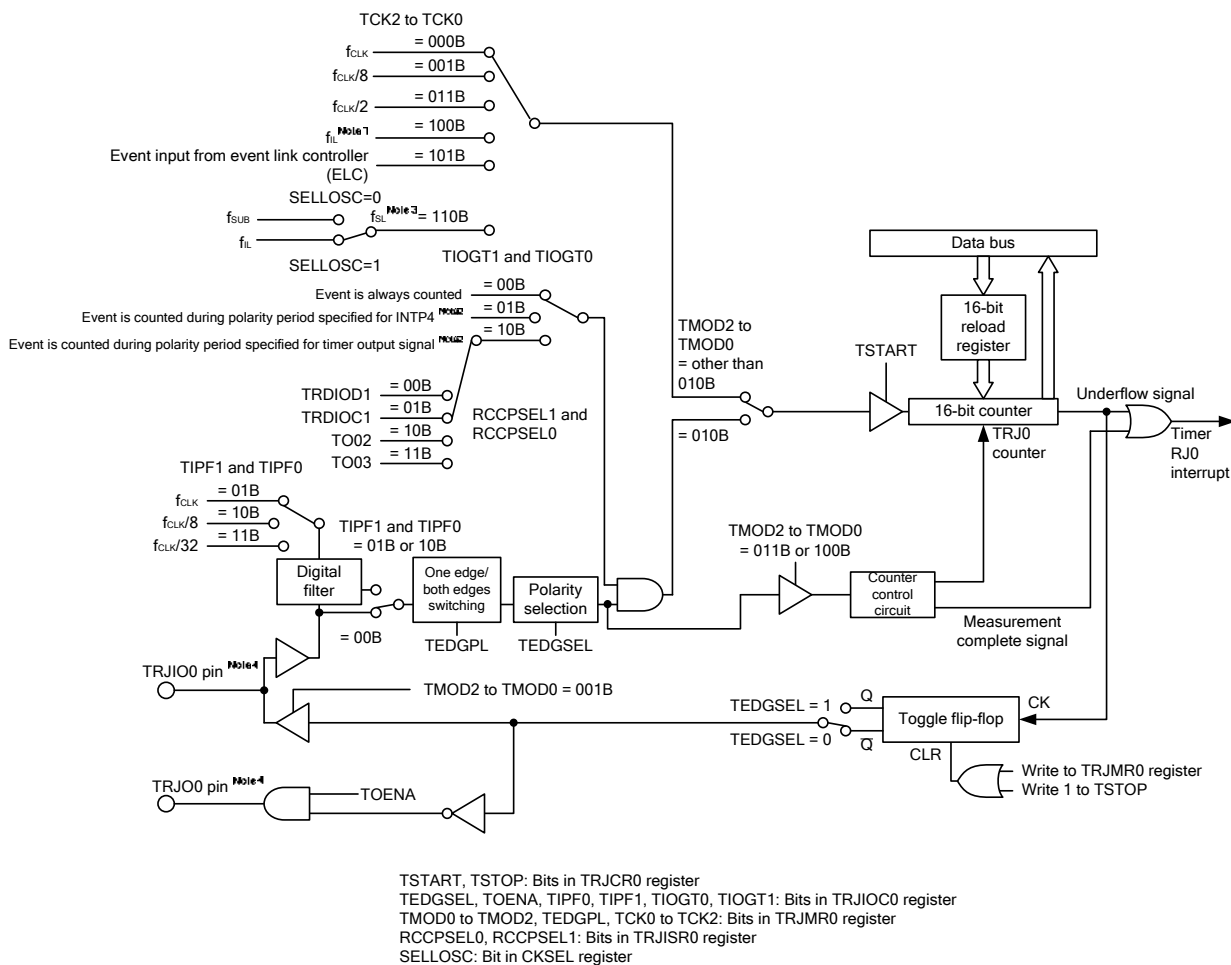 TCK2 to TCK0
fCLK = 000B
fCLK/8 = 001B
fCLK/2 = 011B
fIL Note 1 = 100B
Event input from event link controller = 101B
(ELC)
SELLOSC=0
fSUB
fSL Note 3 = 110B
fIL
SELLOSC=1
TIOGT1 and TIOGT0
Event is always counted = 00B
Event is counted during polarity period specified for INTP4 Note2 = 01B
Event is counted during polarity period specified for timer output signal Note2 = 10B
TRDIOD1 = 00B
TRDIOC1 = 01B
TO02 = 10B
TO03 = 11B
RCCPSEL1 and
RCCPSEL0
Data bus
16-bit
reload
register
TMOD2 to
TMOD0
= other than
010B
= 010B
TSTART
16-bit counter
TRJ0
counter
Underflow signal
Timer
RJ0
interrupt
TIPF1 and TIPF0
fCLK = 01B
fCLK/8 = 10B
fCLK/32 = 11B
Digital
filter
TIPF1 and TIPF0
= 01B or 10B
= 00B
One edge/
both edges
switching
TEDGPL
Polarity
selection
TEDGSEL
TMOD2 to TMOD0
= 011B or 100B
Counter
control
circuit
Measurement
complete signal
TRJIO0 pin Note 4
TMOD2 to TMOD0 = 001B
TEDGSEL = 1
TEDGSEL = 0
Q
Q
Toggle flip-flop
CK
CLR
Write to TRJMR0 register
Write 1 to TSTOP
TRJO0 pin Note 4
TOENA
TSTART, TSTOP: Bits in TRJCR0 register
TEDGSEL, TOENA, TIPF0, TIPF1, TIOGT0, TIOGT1: Bits in TRJIOC0 register
TMOD0 to TMOD2, TEDGPL, TCK0 to TCK2: Bits in TRJMR0 register
RCCPSEL0, RCCPSEL1: Bits in TRJISR0 register
SELLOSC: Bit in CKSEL register